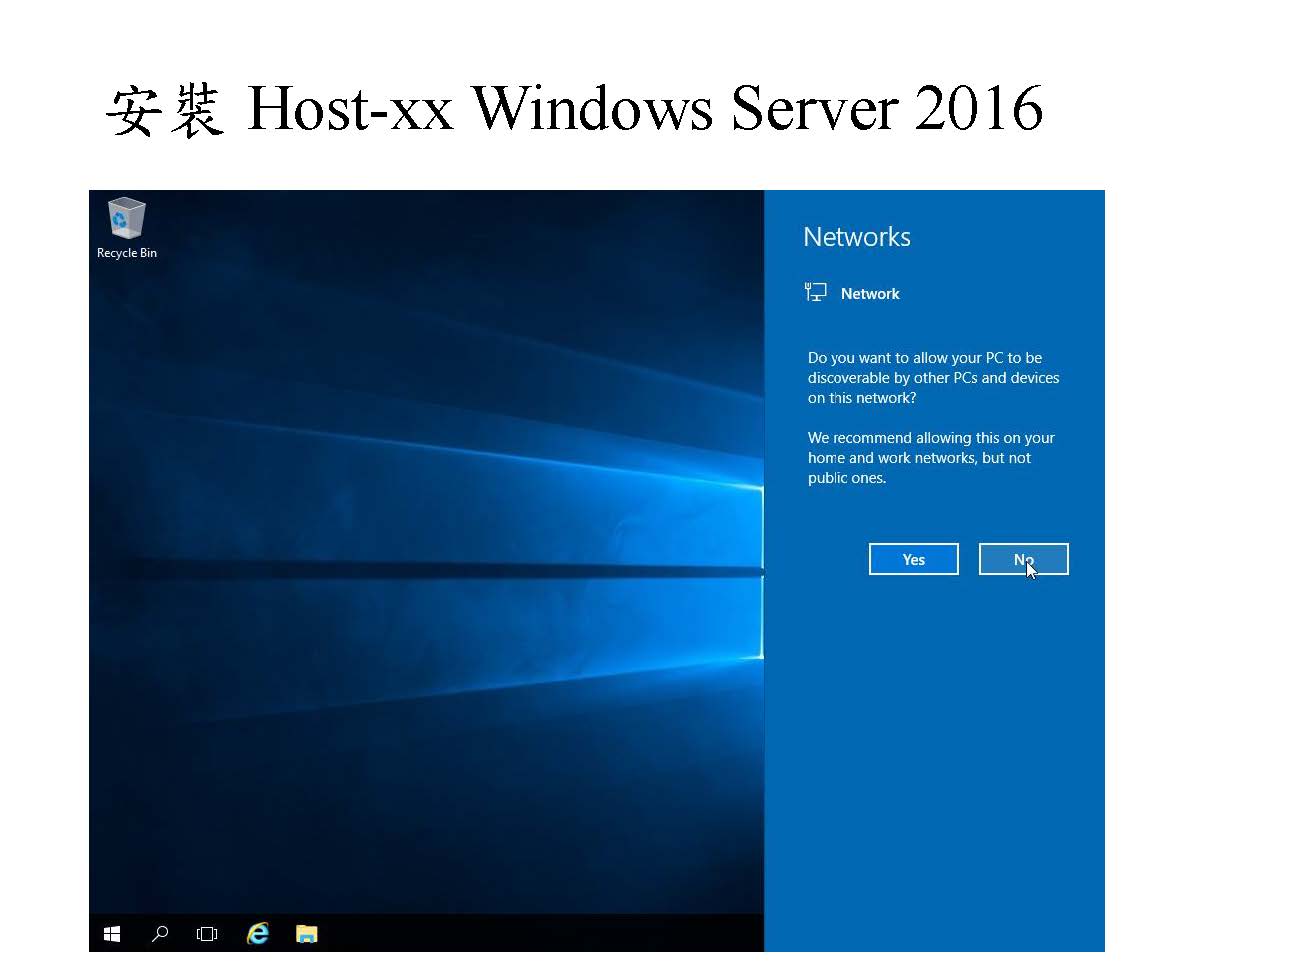 安裝 Host-xx Windows Server 2016
Recycle Bin
Networks
Network
Do you want to allow your PC to be
discoverable by other PCs and devices
on this network?
We recommend allowing this on your
home and work networks, but not
public ones.
Yes
No